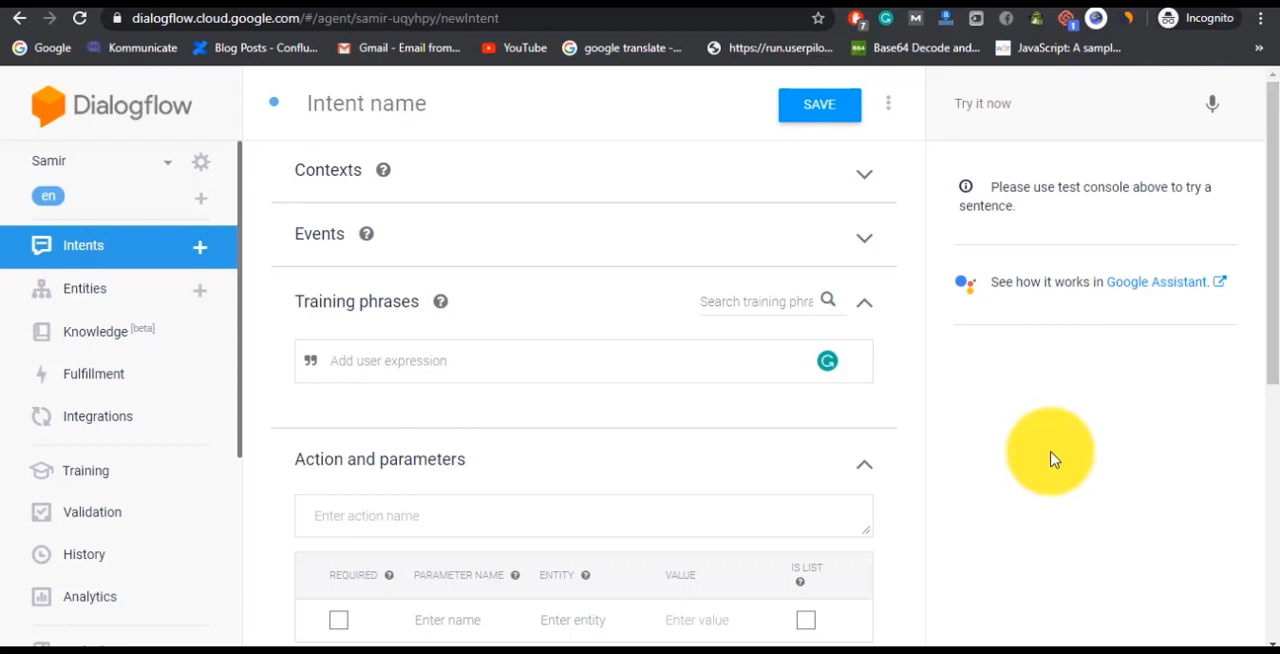 dialogflow.cloud.google.com/#/agent/samir-uqyhpy/newIntent
7
1
Incognito
Google
Kommunicate
Blog Posts - Conflu...
Gmail - Email from...
YouTube
google translate -...
https://run.userpilo...
Base64 Decode and...
JavaScript: A sampl...
»
Dialogflow
Intent name
SAVE
Try it now
Samir
en
Contexts
Please use test console above to try a
sentence.
Intents
Events
See how it works in Google Assistant.
Entities
Training phrases
Search training phra
Knowledge [beta]
Add user expression
Fulfillment
Integrations
Action and parameters
Training
Enter action name
Validation
History
REQUIRED
PARAMETER NAME
ENTITY
VALUE
IS LIST
Analytics
Enter name
Enter entity
Enter value